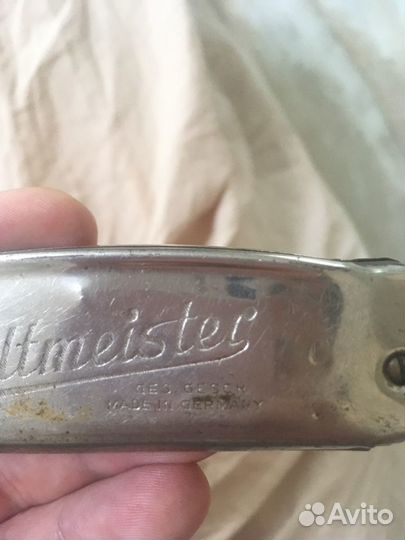 ltmeister
GES. GESCH.
MADE IN GERMANY
Avito